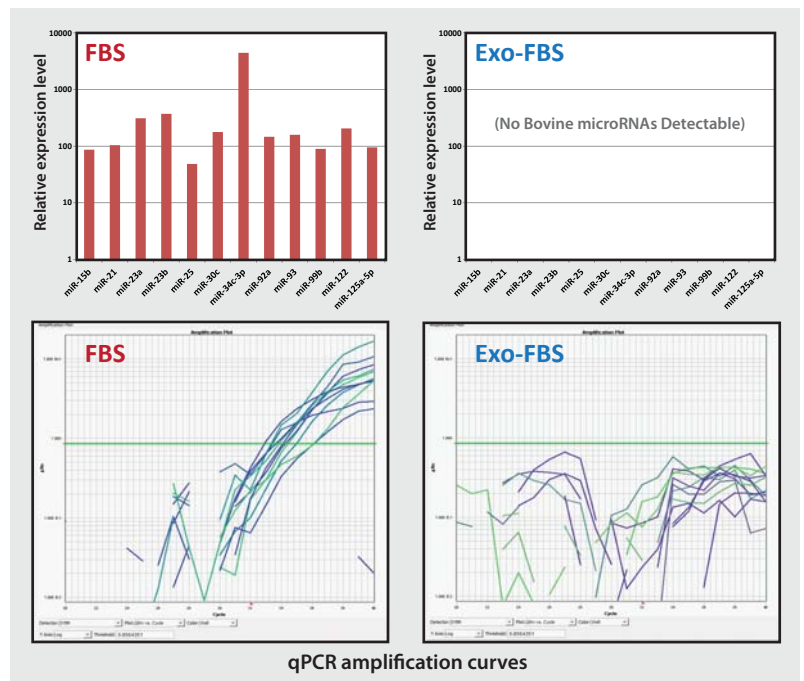 FBS
Relative expression level
10000
1000
100
10
1
miR-15b
miR-21
miR-23a
miR-23b
miR-25
miR-30c
miR-34c-3p
miR-92a
miR-93
miR-99b
miR-122
miR-125a-5p
Exo-FBS
(No Bovine microRNAs Detectable)
Relative expression level
10000
1000
100
10
1
miR-15b
miR-21
miR-23a
miR-23b
miR-25
miR-30c
miR-34c-3p
miR-92a
miR-93
miR-99b
miR-122
miR-125a-5p
Amplification Plot
FBS
Cycle
Amplification Plot
Exo-FBS
Cycle
qPCR amplification curves